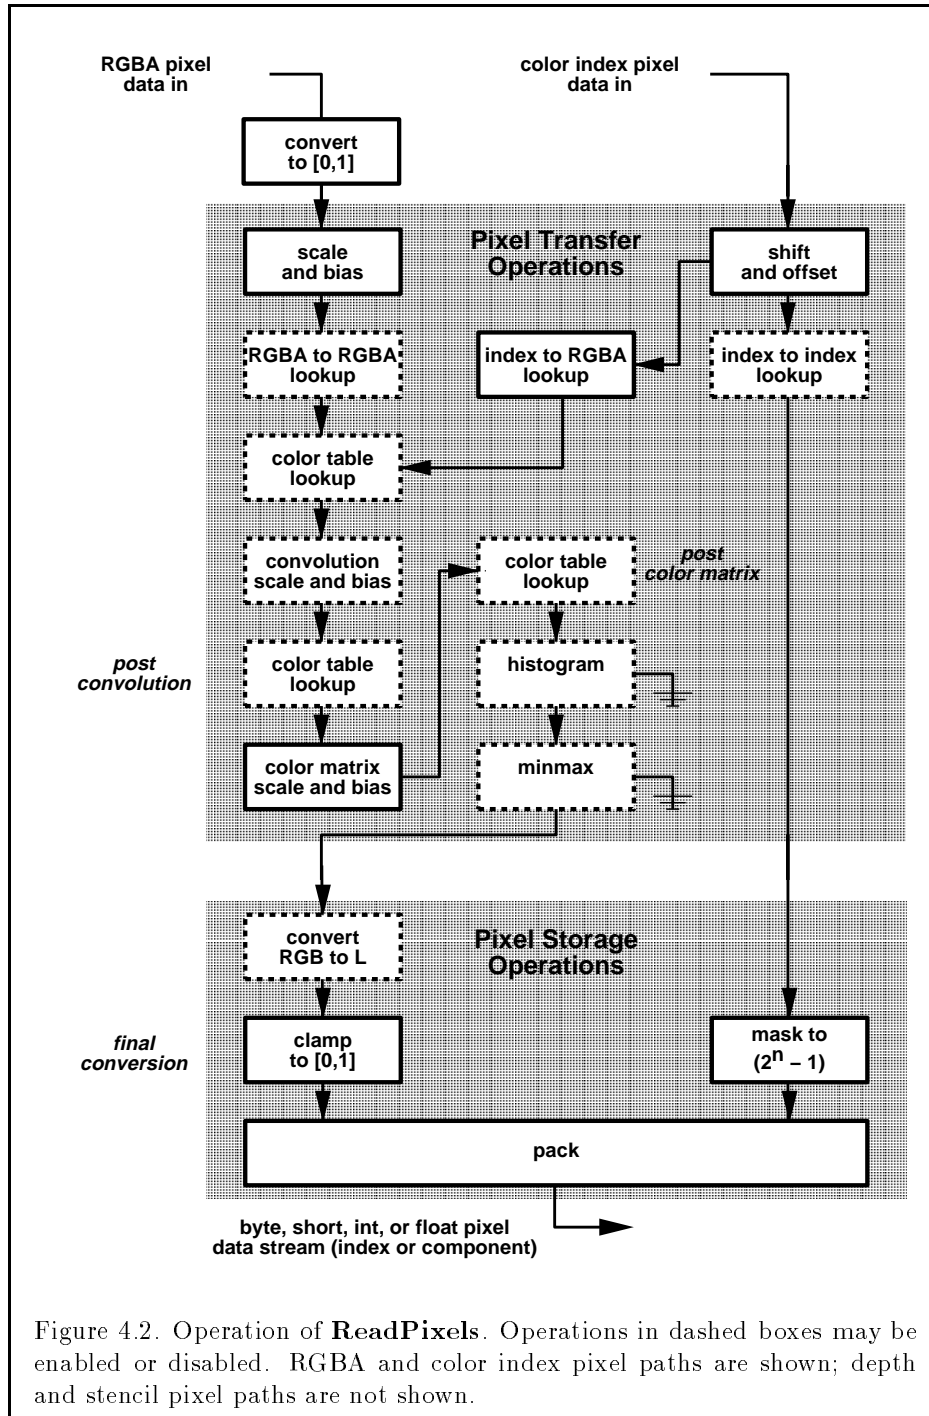 RGBA pixel
data in
color index pixel
data in
convert
to [0,1]
Pixel Transfer
Operations
scale
and bias
shift
and offset
RGBA to RGBA
lookup
index to RGBA
lookup
index to index
lookup
color table
lookup
convolution
scale and bias
color table
lookup
post
color matrix
post
convolution
color table
lookup
histogram
color matrix
scale and bias
minmax
convert
RGB to L
Pixel Storage
Operations
final
conversion
clamp
to [0,1]
mask to
(2^n – 1)
pack
byte, short, int, or float pixel
data stream (index or component)
Figure 4.2. Operation of ReadPixels. Operations in dashed boxes may be
enabled or disabled. RGBA and color index pixel paths are shown; depth
and stencil pixel paths are not shown.